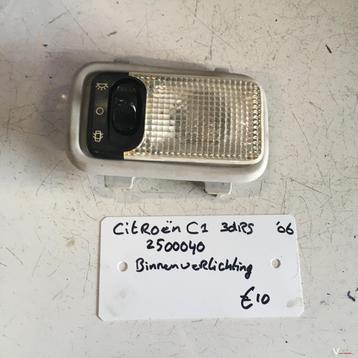 CitRoën C1 3dRS '06
2500040
Binnenverlichting
€10